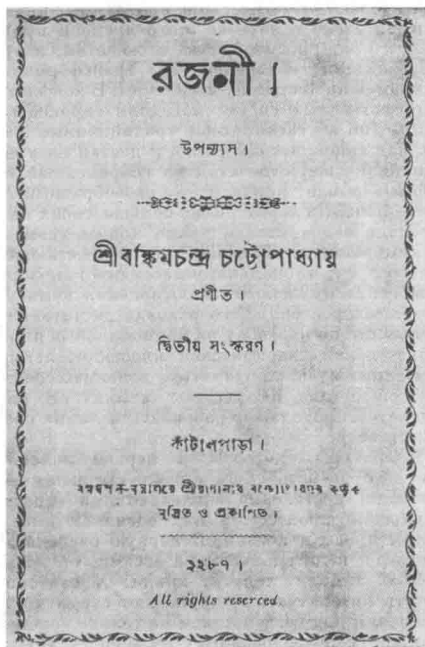 রজনী।
উপন্যাস।
শ্রীবঙ্কিমচন্দ্র চট্টোপাধ্যায়
প্রণীত।
দ্বিতীয় সংস্করণ।
কাঁটালপাড়া।
বঙ্গদর্শন-যন্ত্রালয়ে শ্রীরাধানাথ বন্দ্যোপাধ্যায় কর্তৃক
মুদ্রিত ও প্রকাশিত।
১২৮৭।
All rights reserved.